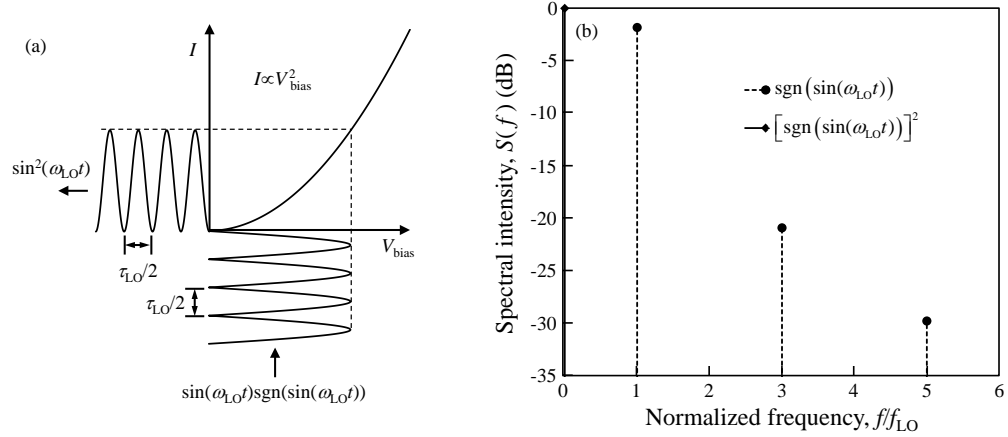 (a)
I
I∝V²bias
sin²(ωLOt)
Vbias
τLO/2
τLO/2
sin(ωLOt)sgn(sin(ωLOt))
(b)
Spectral intensity, S(f) (dB)
0
-5
-10
-15
-20
-25
-30
-35
sgn(sin(ωLOt))
[sgn(sin(ωLOt))]²
0 1 2 3 4 5 6
Normalized frequency, f/fLO